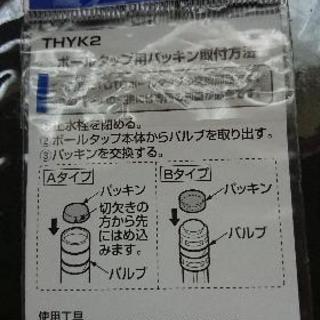 THYK2
ボールタップ用パッキン取付方法
①止水栓を閉める。
②ボールタップ本体からバルブを取り出す。
③パッキンを交換する。
Aタイプ
パッキン
切欠きの
方から先
にはめ込
みます。
バルブ
Bタイプ
パッキン
バルブ
使用工具